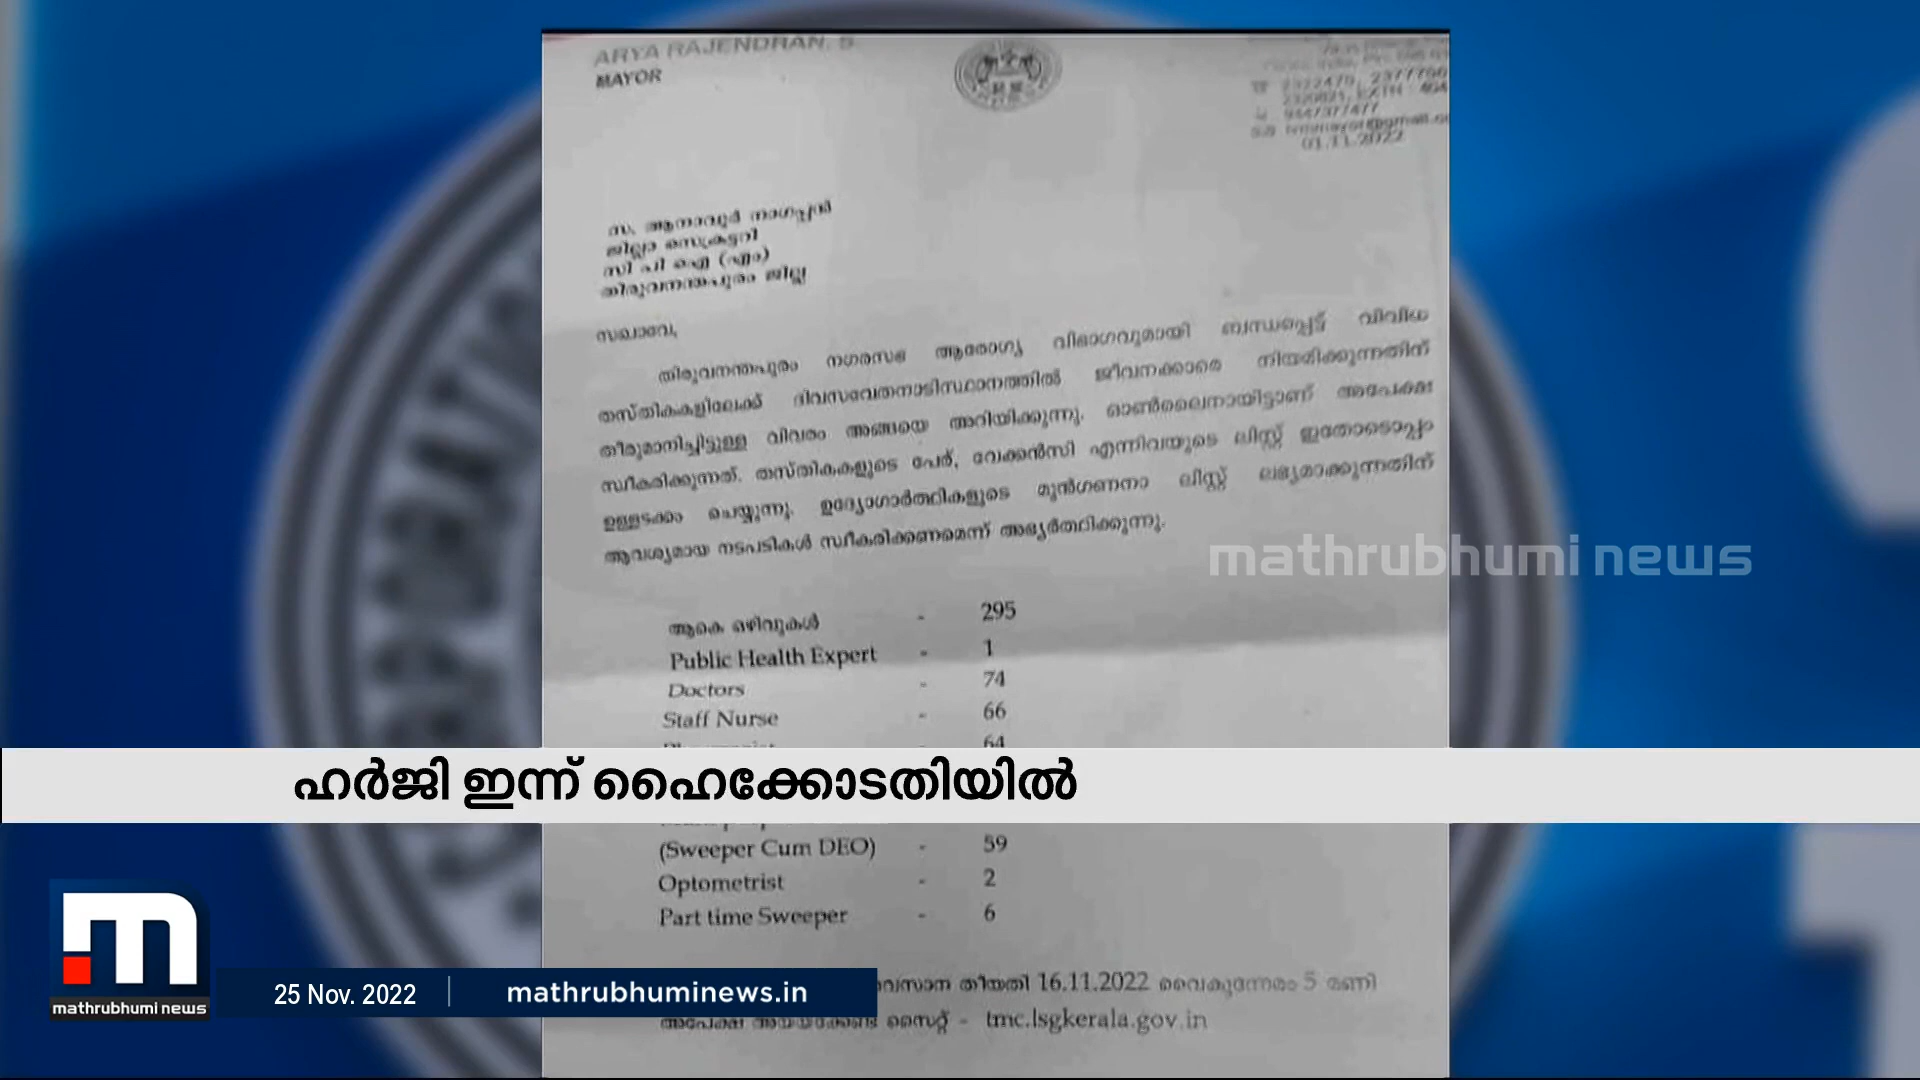 ARYA RAJENDRAN. S
MAYOR
2377790
9447377477
01.11.2022
സ. ആനാവൂർ നാഗപ്പൻ
ജില്ലാ സെക്രട്ടറി
സി പി ഐ (എം)
തിരുവനന്തപുരം ജില്ല
സഖാവേ,
തിരുവനന്തപുരം നഗരസഭ ആരോഗ്യ വിഭാഗവുമായി ബന്ധപ്പെട്ട് വിവിധ
തസ്തികകളിലേക്ക് ദിവസവേതനാടിസ്ഥാനത്തിൽ ജീവനക്കാരെ നിയമിക്കുന്നതിന്
തീരുമാനിച്ചിട്ടുള്ള വിവരം അങ്ങയെ അറിയിക്കുന്നു. ഓൺലൈനായിട്ടാണ് അപേക്ഷ
സ്വീകരിക്കുന്നത്. തസ്തികകളുടെ പേര്, വേക്കൻസി എന്നിവയുടെ ലിസ്റ്റ് ഇതോടൊപ്പം
ഉള്ളടക്കം ചെയ്യുന്നു. ഉദ്യോഗാർത്ഥികളുടെ മുൻഗണനാ ലിസ്റ്റ് ലഭ്യമാക്കുന്നതിന്
ആവശ്യമായ നടപടികൾ സ്വീകരിക്കണമെന്ന് അഭ്യർത്ഥിക്കുന്നു.
mathrubhumi news
ആകെ ഒഴിവുകൾ - 295
Public Health Expert - 1
Doctors - 74
Staff Nurse - 66
64
ഹർജി ഇന്ന് ഹൈക്കോടതിയിൽ
(Sweeper Cum DEO) - 59
Optometrist - 2
Part time Sweeper - 6
തീയതി 16.11.2022 വൈകുന്നേരം 5 മണി
സൈറ്റ് - tmc.lsgkerala.gov.in
mathrubhumi news
25 Nov. 2022
mathrubhuminews.in